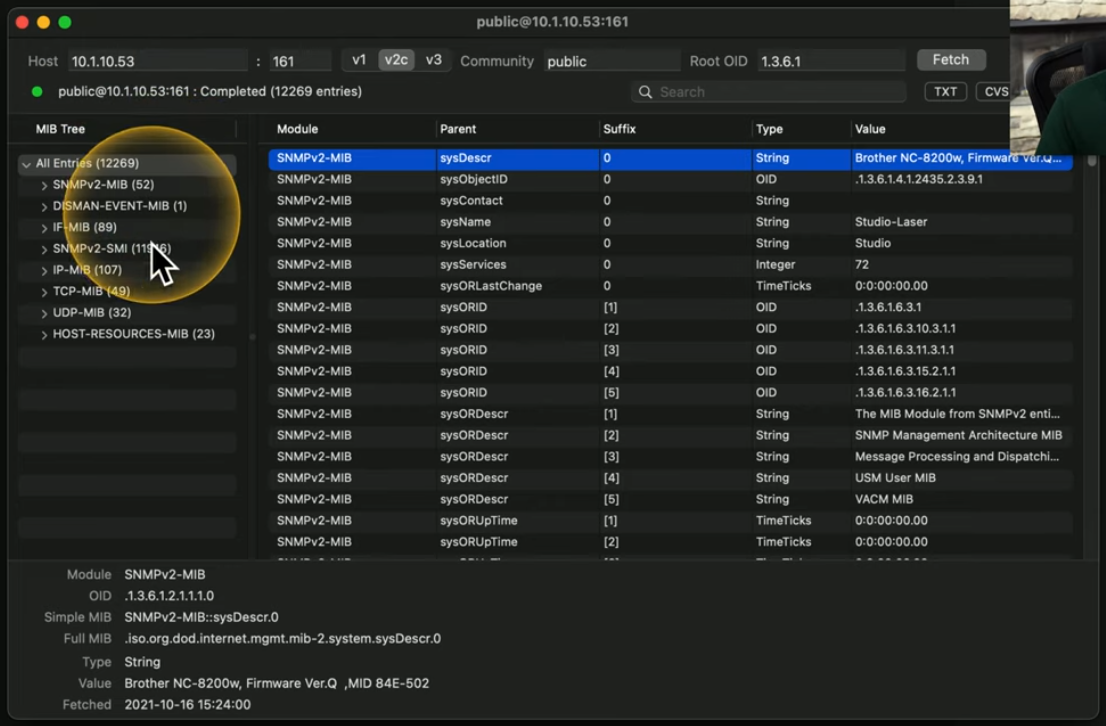 public@10.1.10.53:161
Host 10.1.10.53 : 161 v1 v2c v3 Community public Root OID 1.3.6.1 Fetch
public@10.1.10.53:161 : Completed (12269 entries) Search TXT CVS
MIB Tree Module Parent Suffix Type Value
All Entries (12269) SNMPv2-MIB sysDescr 0 String Brother NC-8200w, Firmware Ver.Q...
SNMPv2-MIB (52) SNMPv2-MIB sysObjectID 0 OID .1.3.6.1.4.1.2435.2.3.9.1
DISMAN-EVENT-MIB (1) SNMPv2-MIB sysContact 0 String
IF-MIB (89) SNMPv2-MIB sysName 0 String Studio-Laser
SNMPv2-SMI SNMPv2-MIB sysLocation 0 String Studio
IP-MIB (107) SNMPv2-MIB sysServices 0 Integer 72
TCP-MIB (49) SNMPv2-MIB sysORLastChange 0 TimeTicks 0:0:00:00.00
UDP-MIB (32) SNMPv2-MIB sysORID [1] OID .1.3.6.1.6.3.1
HOST-RESOURCES-MIB (23) SNMPv2-MIB sysORID [2] OID .1.3.6.1.6.3.10.3.1.1
SNMPv2-MIB sysORID [3] OID .1.3.6.1.6.3.11.3.1.1
SNMPv2-MIB sysORID [4] OID .1.3.6.1.6.3.15.2.1.1
SNMPv2-MIB sysORID [5] OID .1.3.6.1.6.3.16.2.1.1
SNMPv2-MIB sysORDescr [1] String The MIB Module from SNMPv2 enti...
SNMPv2-MIB sysORDescr [2] String SNMP Management Architecture MIB
SNMPv2-MIB sysORDescr [3] String Message Processing and Dispatchi...
SNMPv2-MIB sysORDescr [4] String USM User MIB
SNMPv2-MIB sysORDescr [5] String VACM MIB
SNMPv2-MIB sysORUpTime [1] TimeTicks 0:0:00:00.00
SNMPv2-MIB sysORUpTime [2] TimeTicks 0:0:00:00.00
Module SNMPv2-MIB
OID .1.3.6.1.2.1.1.1.0
Simple MIB SNMPv2-MIB::sysDescr.0
Full MIB .iso.org.dod.internet.mgmt.mib-2.system.sysDescr.0
Type String
Value Brother NC-8200w, Firmware Ver.Q ,MID 84E-502
Fetched 2021-10-16 15:24:00